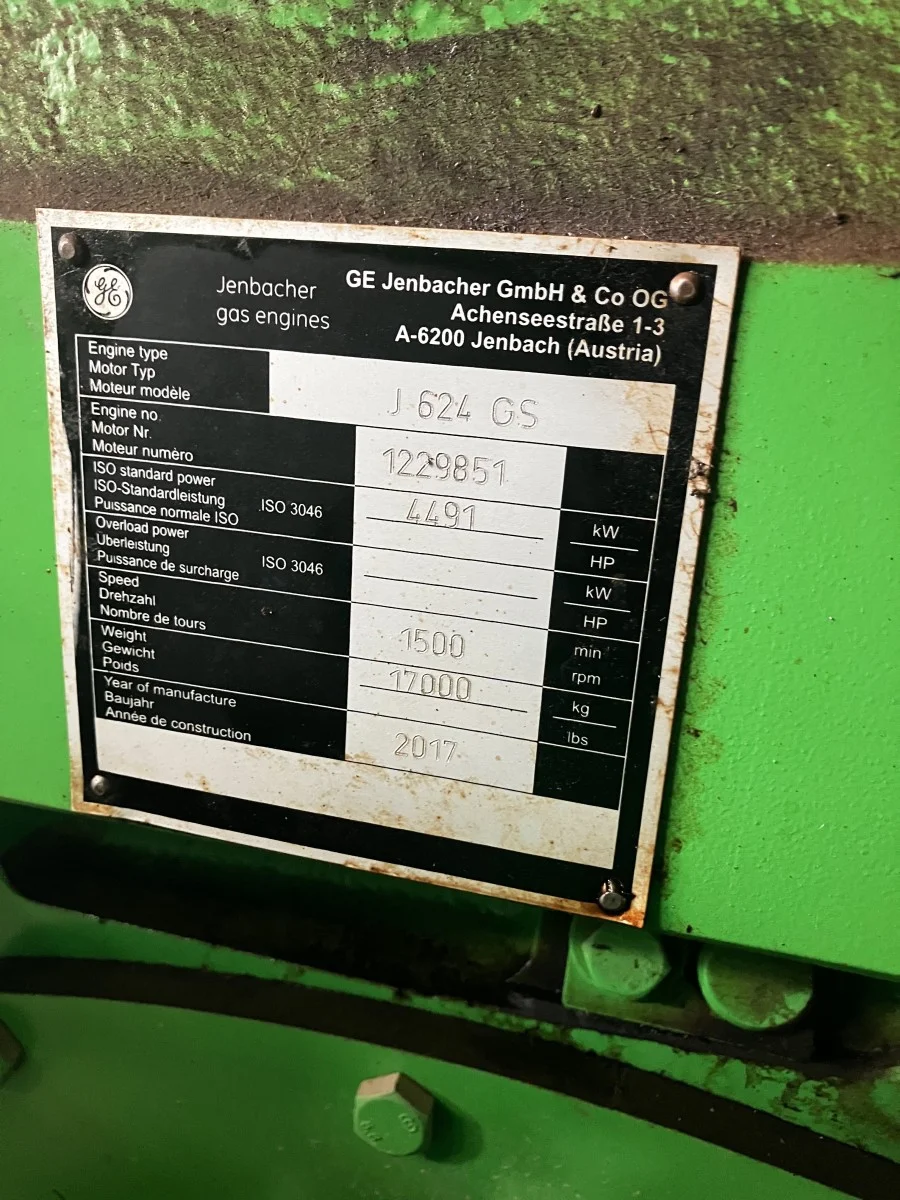 GE
Jenbacher
gas engines
GE Jenbacher GmbH & Co OG
Achenseestraße 1-3
A-6200 Jenbach (Austria)
Engine type
Motor Typ
Moteur modèle
J 624 GS
Engine no.
Motor Nr.
Moteur numèro
1229851
ISO standard power
ISO-Standardleistung
Puissance normale ISO
ISO 3046
4491
kW
HP
Overload power
Überleistung
Puissance de surcharge
ISO 3046
kW
HP
Speed
Drehzahl
Nombre de tours
1500
min
rpm
Weight
Gewicht
Poids
17000
kg
lbs
Year of manufacture
Baujahr
Année de construction
2017